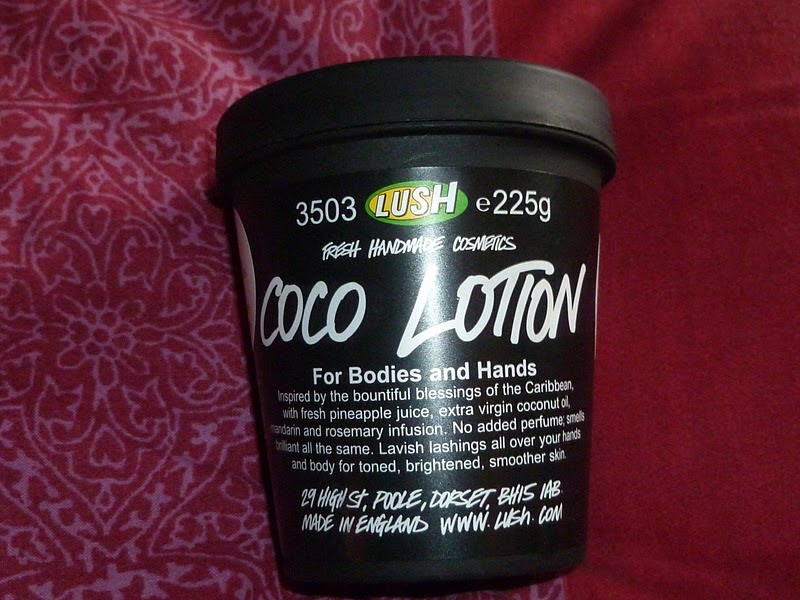 3503 LUSH e225g
FRESH HANDMADE COSMETICS
COCO LOTION
For Bodies and Hands
Inspired by the bountiful blessings of the Caribbean,
with fresh pineapple juice, extra virgin coconut oil,
mandarin and rosemary infusion. No added perfume; smells
brilliant all the same. Lavish lashings all over your hands
and body for toned, brightened, smoother skin.
29 HIGH St, POOLE, DORSET, BH15 1AB.
MADE IN ENGLAND WWW.LUSH.COM